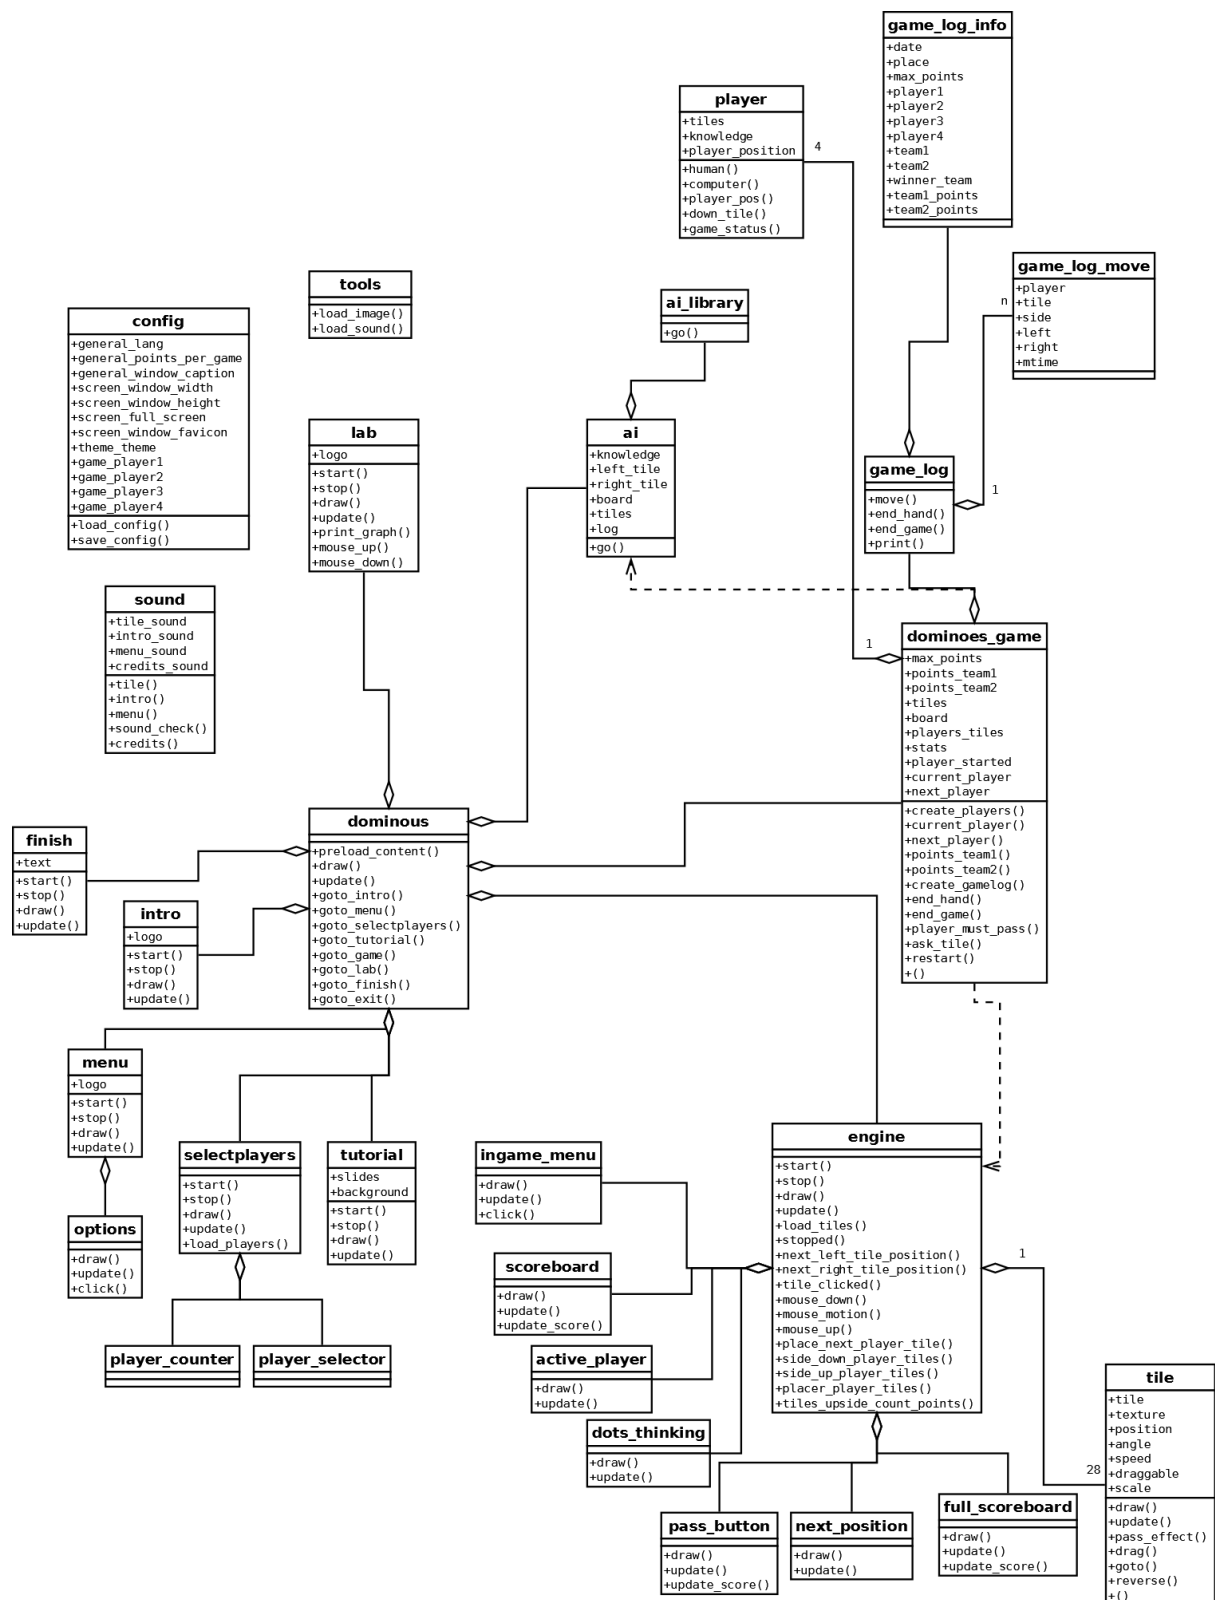 game_log_info
+date
+place
+max_points
+player1
+player2
+player3
+player4
+team1
+team2
+winner_team
+team1_points
+team2_points
player
+tiles
+knowledge
+player_position
+human()
+computer()
+player_pos()
+down_tile()
+game_status()
4
game_log_move
+player
+tile
+side
+left
+right
+mtime
n
tools
+load_image()
+load_sound()
ai_library
+go()
config
+general_lang
+general_points_per_game
+general_window_caption
+screen_window_width
+screen_window_height
+screen_full_screen
+screen_window_favicon
+theme_theme
+game_player1
+game_player2
+game_player3
+game_player4
+load_config()
+save_config()
lab
+logo
+start()
+stop()
+draw()
+update()
+print_graph()
+mouse_up()
+mouse_down()
ai
+knowledge
+left_tile
+right_tile
+board
+tiles
+log
+go()
game_log
+move()
+end_hand()
+end_game()
+print()
1
sound
+tile_sound
+intro_sound
+menu_sound
+credits_sound
+tile()
+intro()
+menu()
+sound_check()
+credits()
1
dominoes_game
+max_points
+points_team1
+points_team2
+tiles
+board
+players_tiles
+stats
+player_started
+current_player
+next_player
+create_players()
+current_player()
+next_player()
+points_team1()
+points_team2()
+create_gamelog()
+end_hand()
+end_game()
+player_must_pass()
+ask_tile()
+restart()
+()
dominous
+preload_content()
+draw()
+update()
+goto_intro()
+goto_menu()
+goto_selectplayers()
+goto_tutorial()
+goto_game()
+goto_lab()
+goto_finish()
+goto_exit()
finish
+text
+start()
+stop()
+draw()
+update()
intro
+logo
+start()
+stop()
+draw()
+update()
menu
+logo
+start()
+stop()
+draw()
+update()
options
+draw()
+update()
+click()
selectplayers
+start()
+stop()
+draw()
+update()
+load_players()
tutorial
+slides
+background
+start()
+stop()
+draw()
+update()
player_counter
player_selector
ingame_menu
+draw()
+update()
+click()
scoreboard
+draw()
+update()
+update_score()
active_player
+draw()
+update()
dots_thinking
+draw()
+update()
engine
+start()
+stop()
+draw()
+update()
+load_tiles()
+stopped()
+next_left_tile_position()
+next_right_tile_position()
+tile_clicked()
+mouse_down()
+mouse_motion()
+mouse_up()
+place_next_player_tile()
+side_down_player_tiles()
+side_up_player_tiles()
+placer_player_tiles()
+tiles_upside_count_points()
1
28
pass_button
+draw()
+update()
+update_score()
next_position
+draw()
+update()
full_scoreboard
+draw()
+update()
+update_score()
tile
+tile
+texture
+position
+angle
+speed
+draggable
+scale
+draw()
+update()
+pass_effect()
+drag()
+goto()
+reverse()
+()